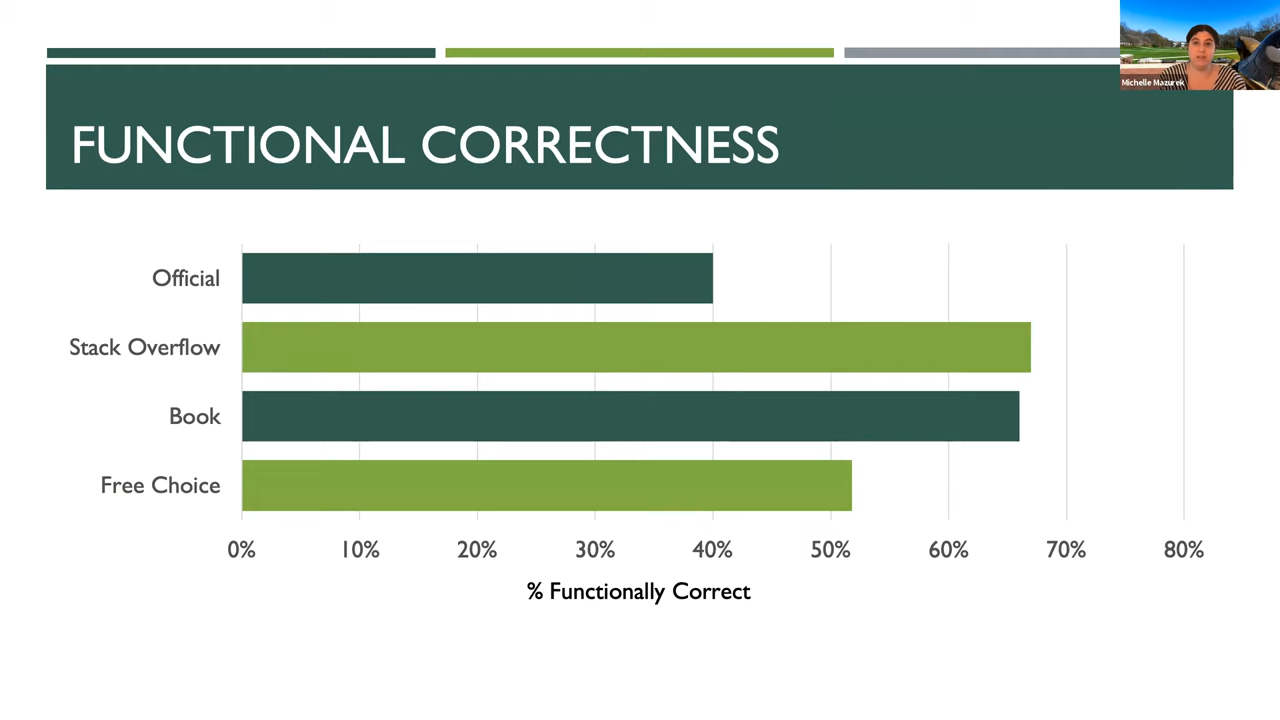 Michelle Mazurek
FUNCTIONAL CORRECTNESS
Official
Stack Overflow
Book
Free Choice
0% 10% 20% 30% 40% 50% 60% 70% 80%
% Functionally Correct